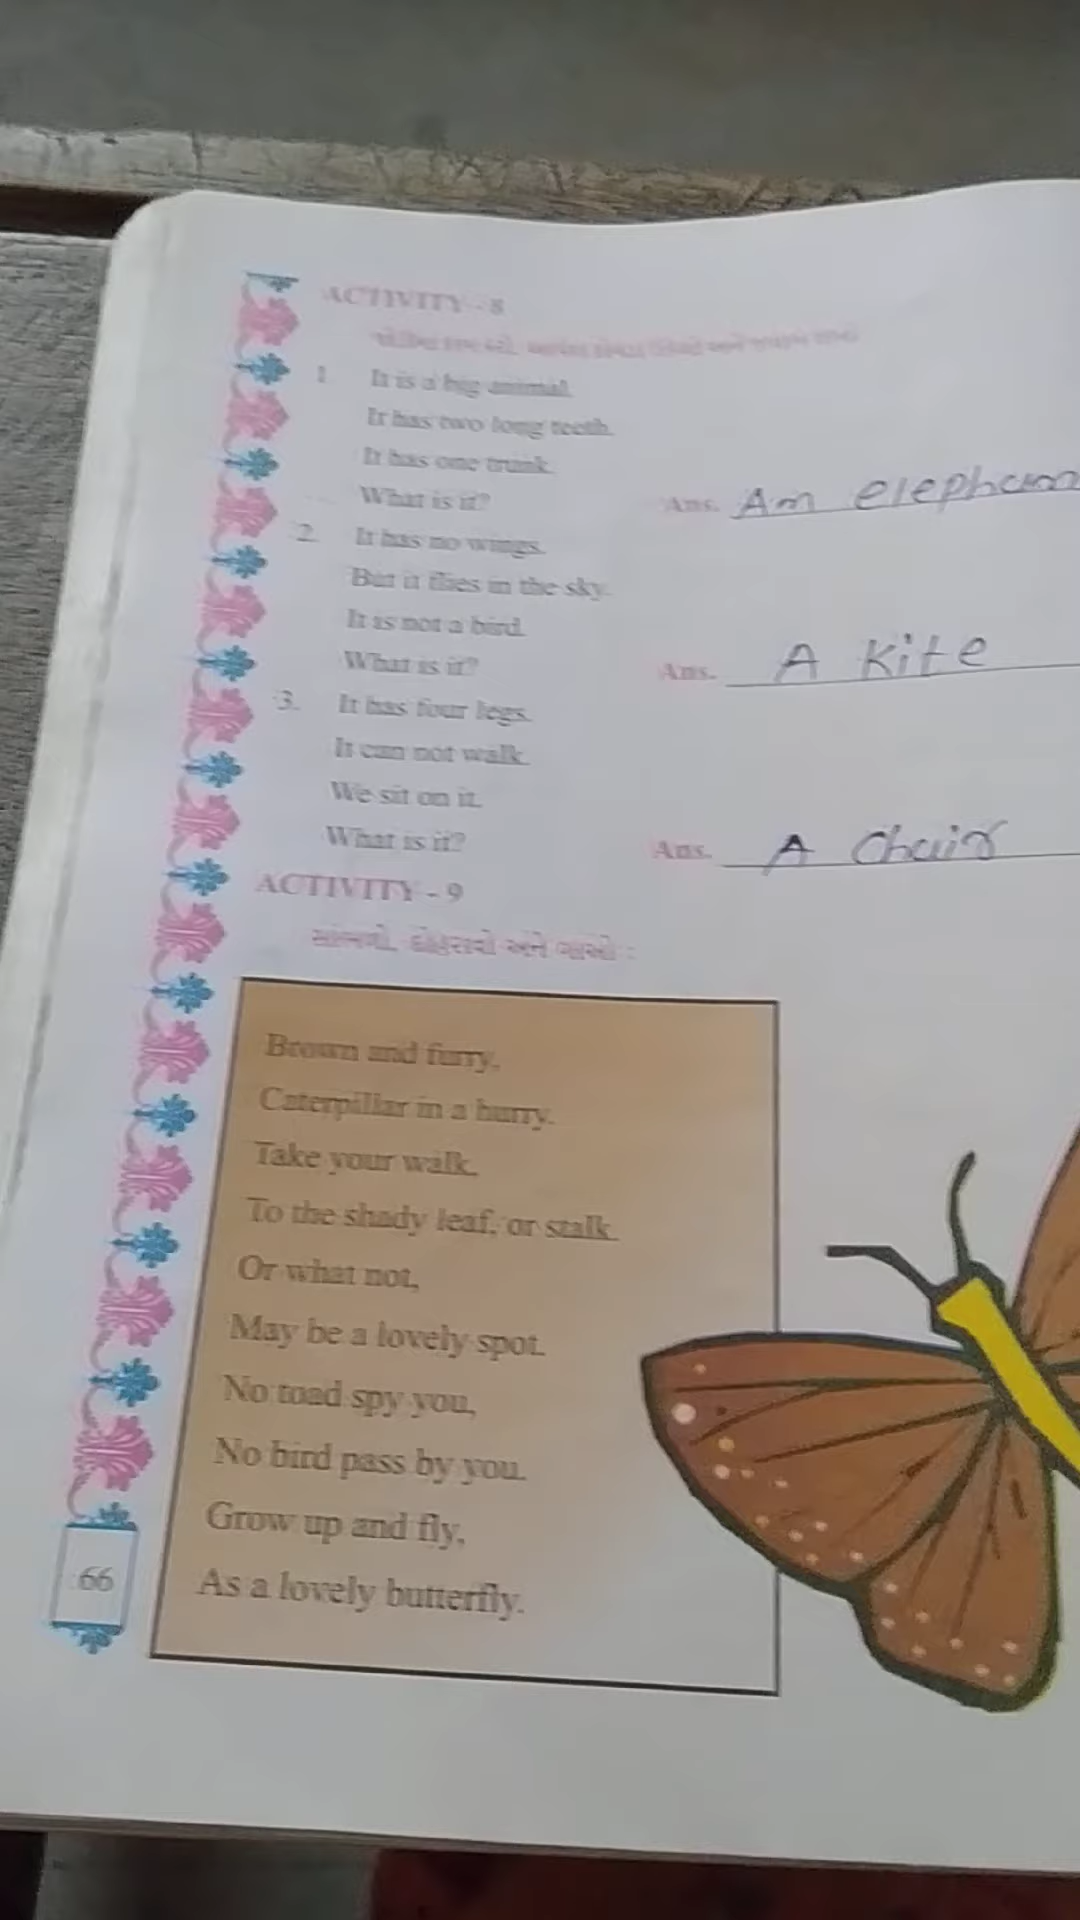 ACTIVITY - 8
1. It is a big animal.
It has two long teeth.
It has one trunk.
What is it?
Ans. Am elephan
2. It has no wings.
But it flies in the sky.
It is not a bird.
What is it?
Ans. A Kite
3. It has four legs.
It can not walk.
We sit on it.
What is it?
Ans. A Chair
ACTIVITY - 9
સાંભળો, દોહરાવો અને ગાઓ :
Brown and furry,
Caterpillar in a hurry.
Take your walk,
To the shady leaf, or stalk.
Or what not,
May be a lovely spot.
No toad spy you,
No bird pass by you.
Grow up and fly,
As a lovely butterfly.
66